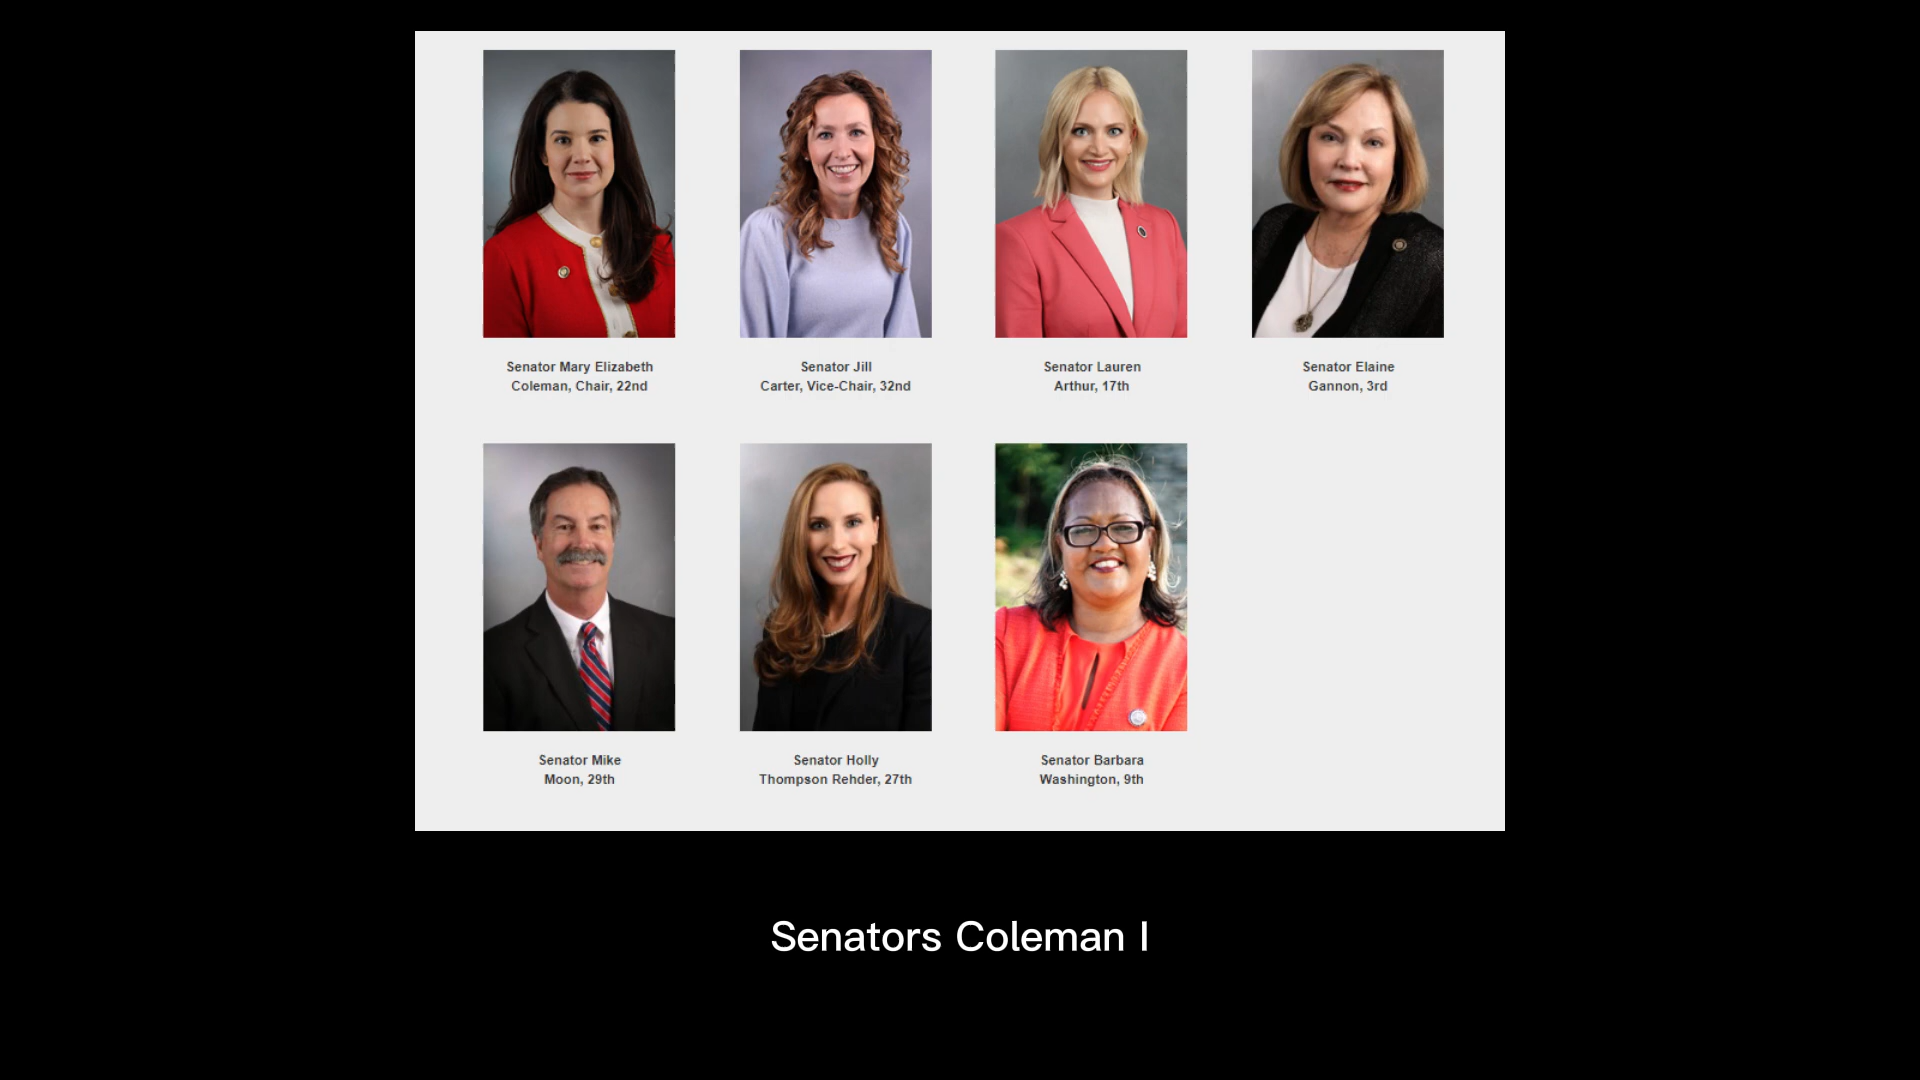 Senator Mary Elizabeth
Coleman, Chair, 22nd
Senator Jill
Carter, Vice-Chair, 32nd
Senator Lauren
Arthur, 17th
Senator Elaine
Gannon, 3rd
Senator Mike
Moon, 29th
Senator Holly
Thompson Rehder, 27th
Senator Barbara
Washington, 9th
Senators Coleman I